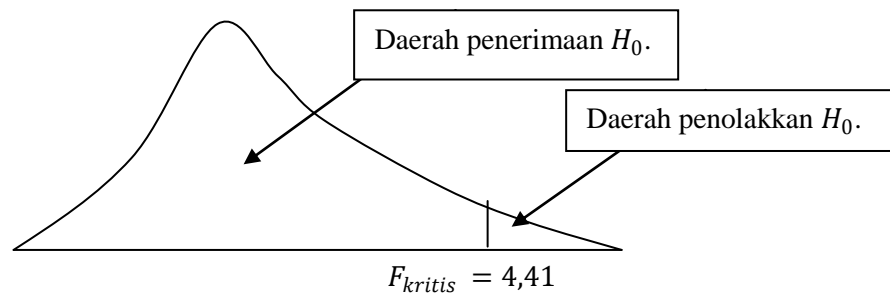 Daerah penerimaan 𝐻₀.
Daerah penolakkan 𝐻₀.
𝐹ₖᵣᵢₜᵢₛ = 4,41